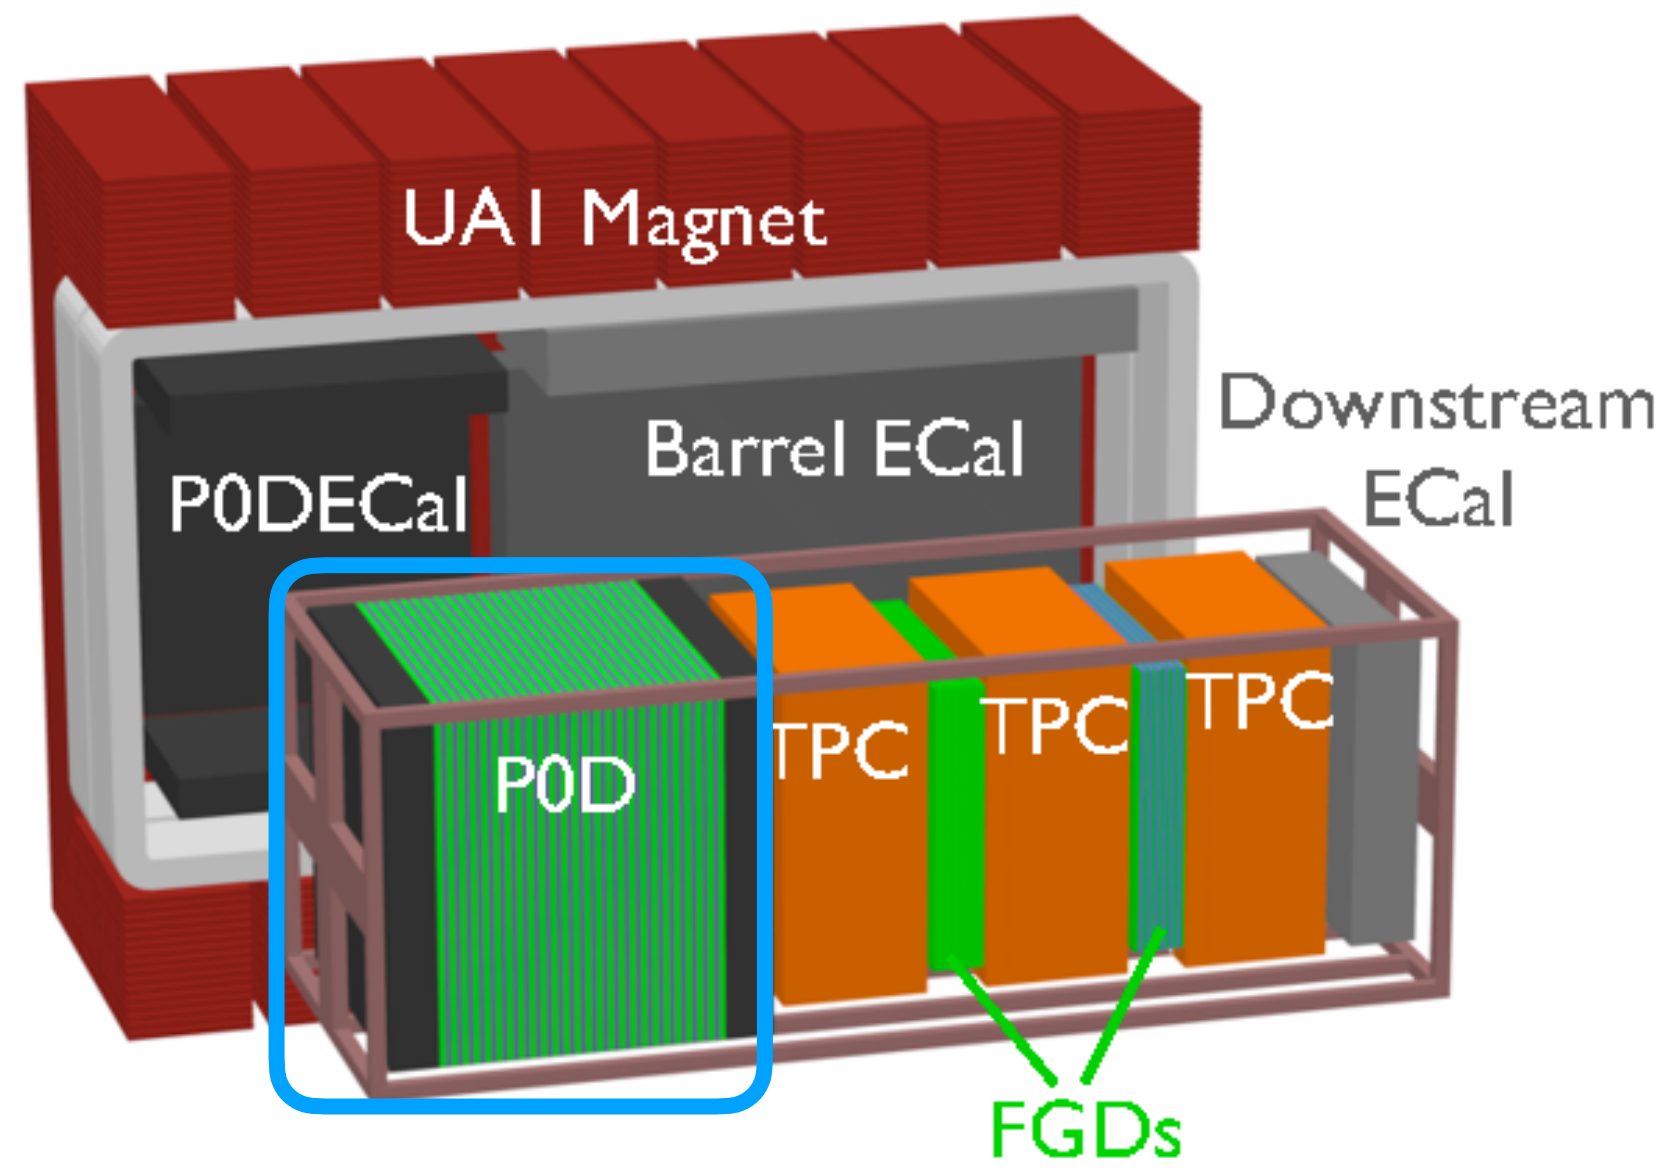 UA1 Magnet
Downstream
ECal
Barrel ECal
P0DECal
P0D
TPC
TPC
TPC
FGDs